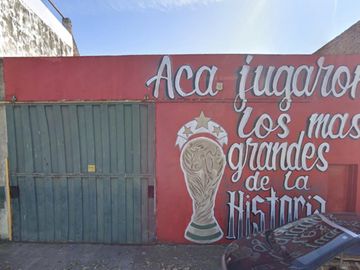 Aca jugaron
los mas
grandes
de la
Historia